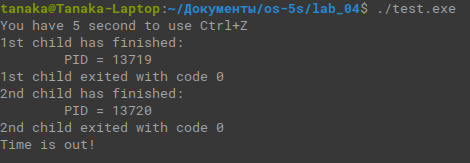 tanaka@Tanaka-Laptop:~/Документы/os-5s/lab_04$ ./test.exe
You have 5 second to use Ctrl+Z
1st child has finished:
        PID = 13719
1st child exited with code 0
2nd child has finished:
        PID = 13720
2nd child exited with code 0
Time is out!